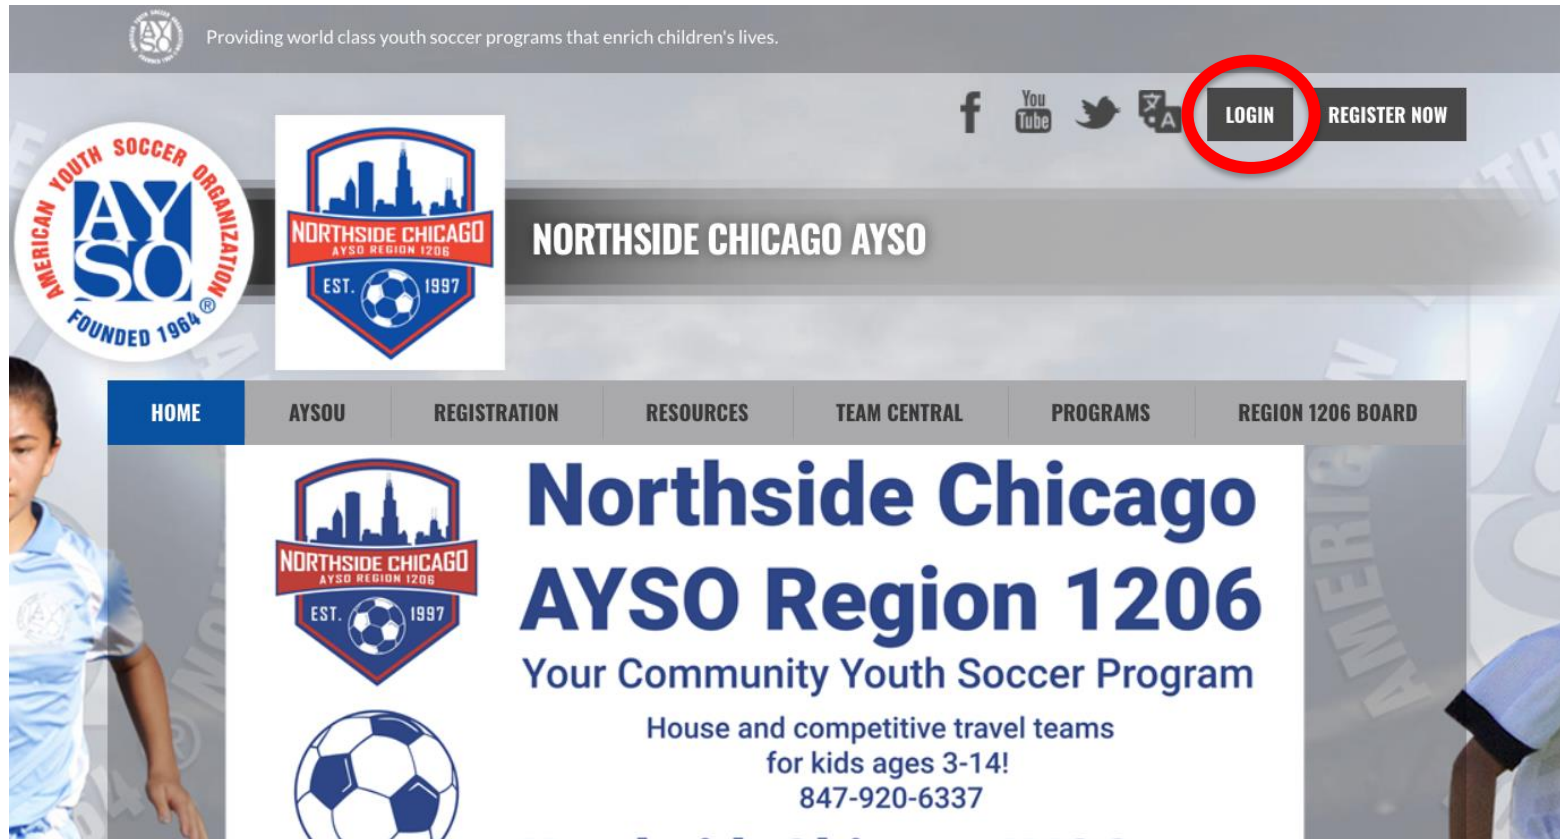 Providing world class youth soccer programs that enrich children's lives.
You
Tube
LOGIN
REGISTER NOW
AMERICAN YOUTH SOCCER ORGANIZATION
AYSO
®
FOUNDED 1964
NORTHSIDE CHICAGO
AYSO REGION 1206
EST. 1997
NORTHSIDE CHICAGO AYSO
HOME
AYSOU
REGISTRATION
RESOURCES
TEAM CENTRAL
PROGRAMS
REGION 1206 BOARD
NORTHSIDE CHICAGO
AYSO REGION 1206
EST. 1997
Northside Chicago
AYSO Region 1206
Your Community Youth Soccer Program
House and competitive travel teams
for kids ages 3-14!
847-920-6337